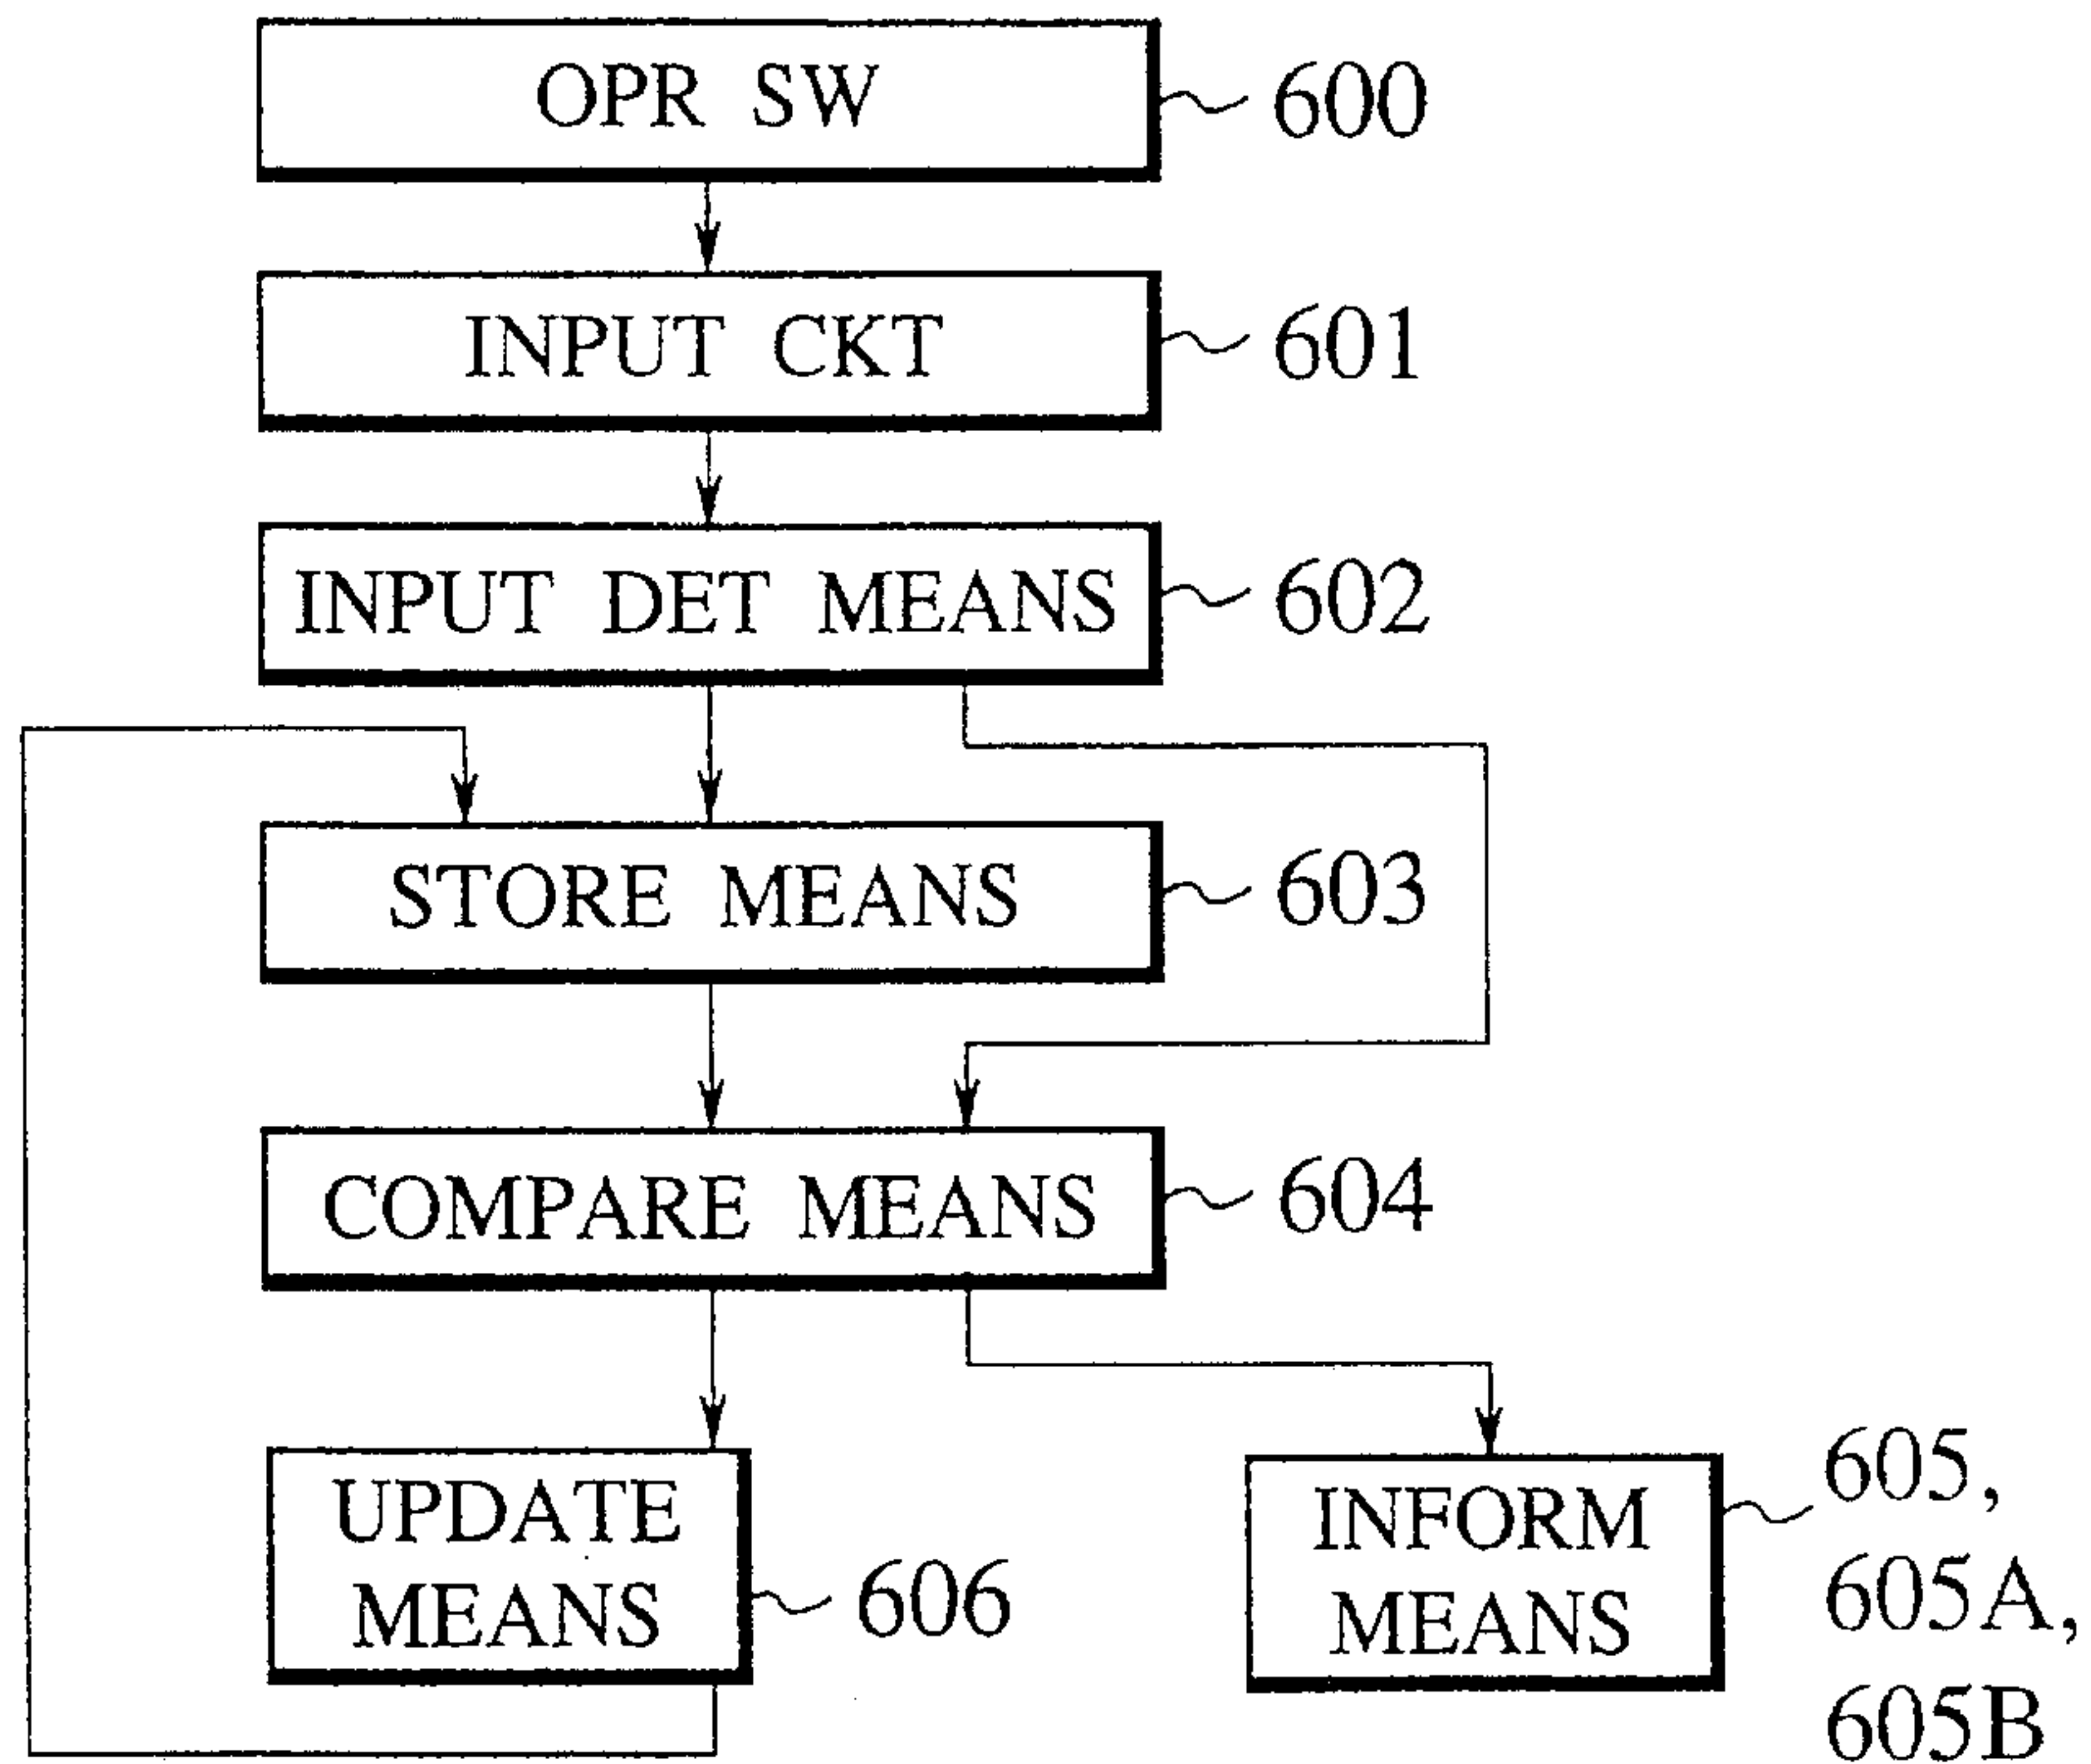 OPR SW
600
INPUT CKT
601
INPUT DET MEANS
602
STORE MEANS
603
COMPARE MEANS
604
UPDATE
MEANS
606
INFORM
MEANS
605,
605A,
605B